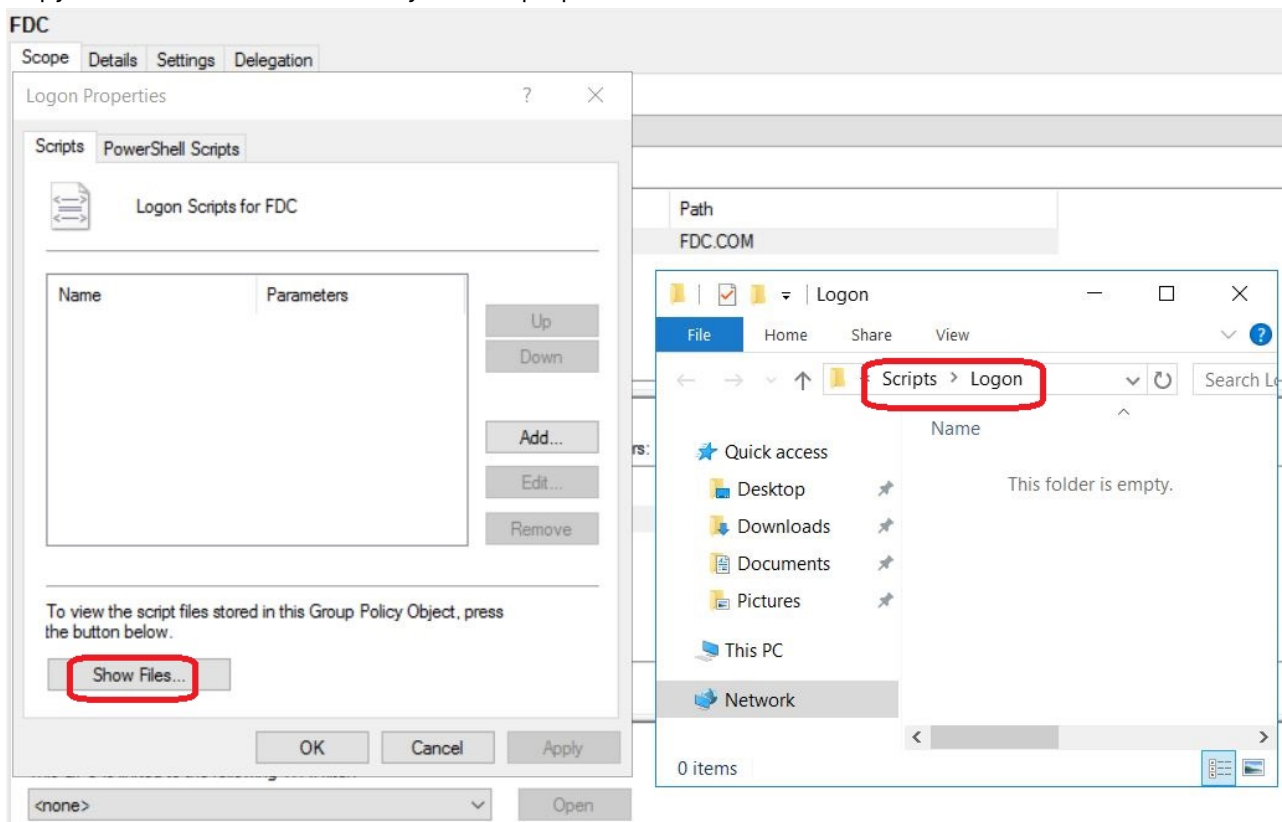 FDC
Scope Details Settings Delegation
Logon Properties ? ×
Scripts PowerShell Scripts
Logon Scripts for FDC
Name Parameters
Up
Down
Add...
Edit...
Remove
To view the script files stored in this Group Policy Object, press
the button below.
Show Files...
OK Cancel Apply
<none> Open
Path
FDC.COM
rs:
Logon
File Home Share View
« Scripts > Logon Search
Name
Quick access This folder is empty.
Desktop
Downloads
Documents
Pictures
This PC
Network
0 items